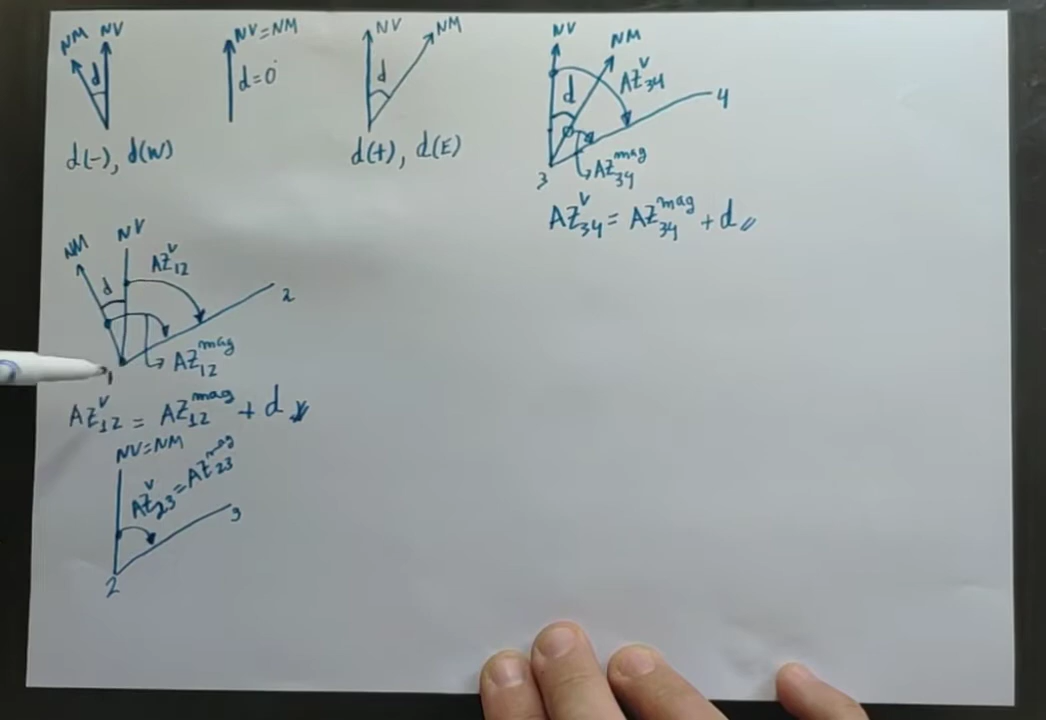 NM NV
d
d(-), d(W)
NV=NM
d=0°
NV NM
d
d(+), d(E)
NV
NM
d
AZ^v_34
4
3
AZ^mag_34
AZ^v_34 = AZ^mag_34 + d
NM NV
d
AZ^v_12
2
1
AZ^mag_12
AZ^v_12 = AZ^mag_12 + d
NV=NM
AZ^v_23 = AZ^mag_23
3
2